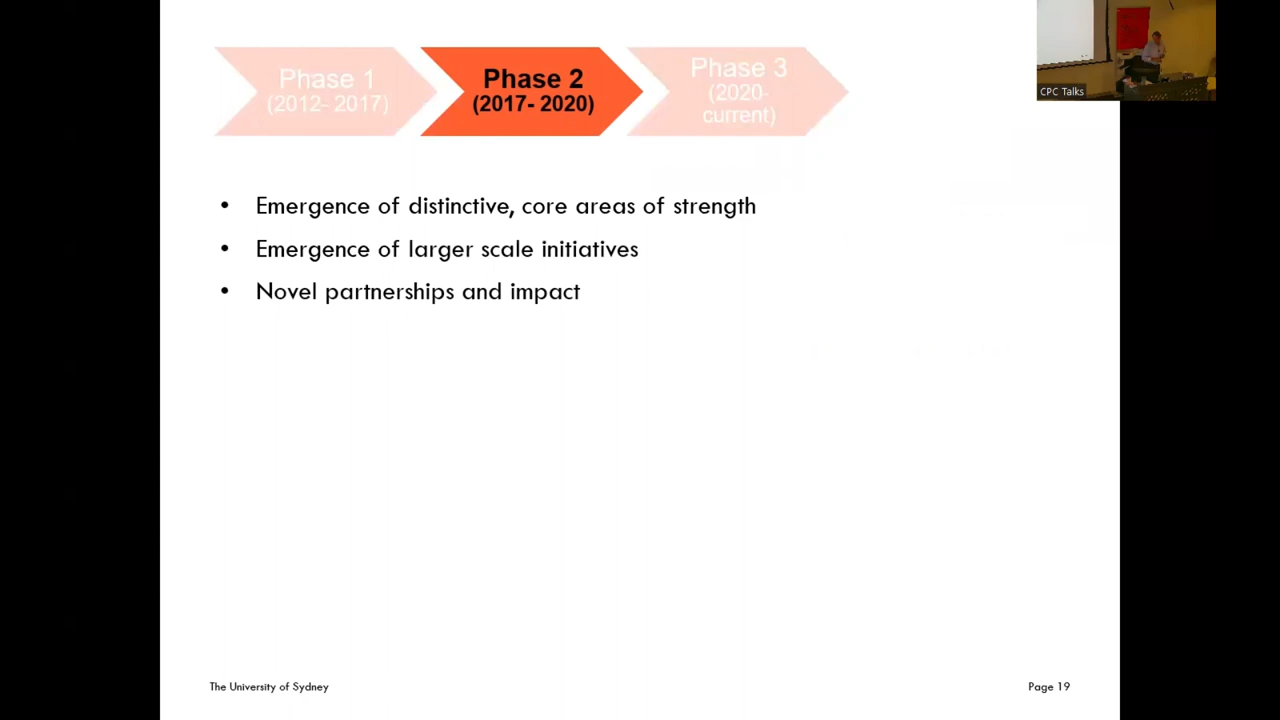 Phase 1
(2012- 2017)
Phase 2
(2017- 2020)
Phase 3
(2020-
current)
CPC Talks
• Emergence of distinctive, core areas of strength
• Emergence of larger scale initiatives
• Novel partnerships and impact
The University of Sydney
Page 19